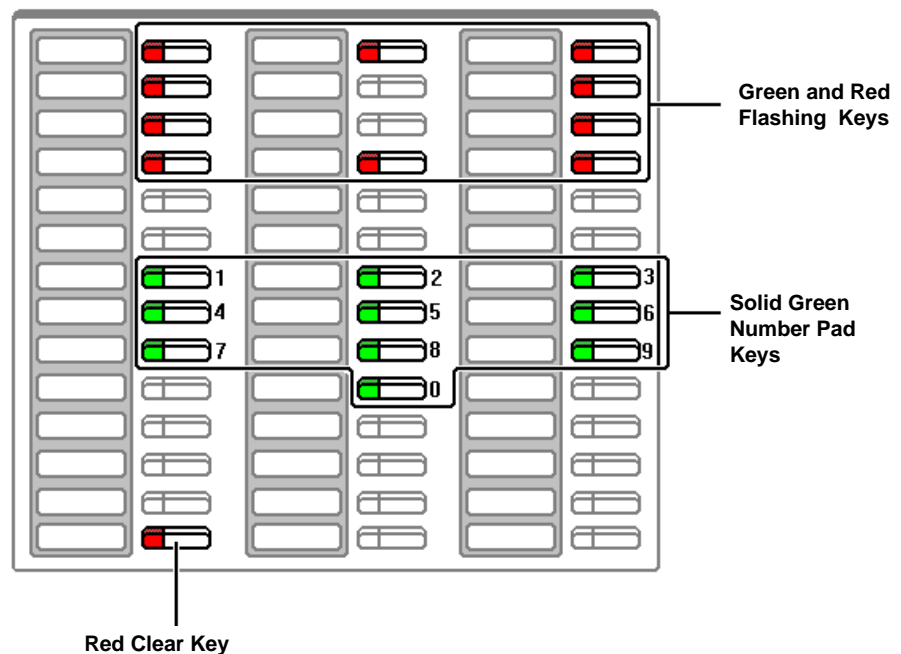 Green and Red
Flashing Keys
1 2 3
4 5 6
7 8 9
0
Solid Green
Number Pad
Keys
Red Clear Key